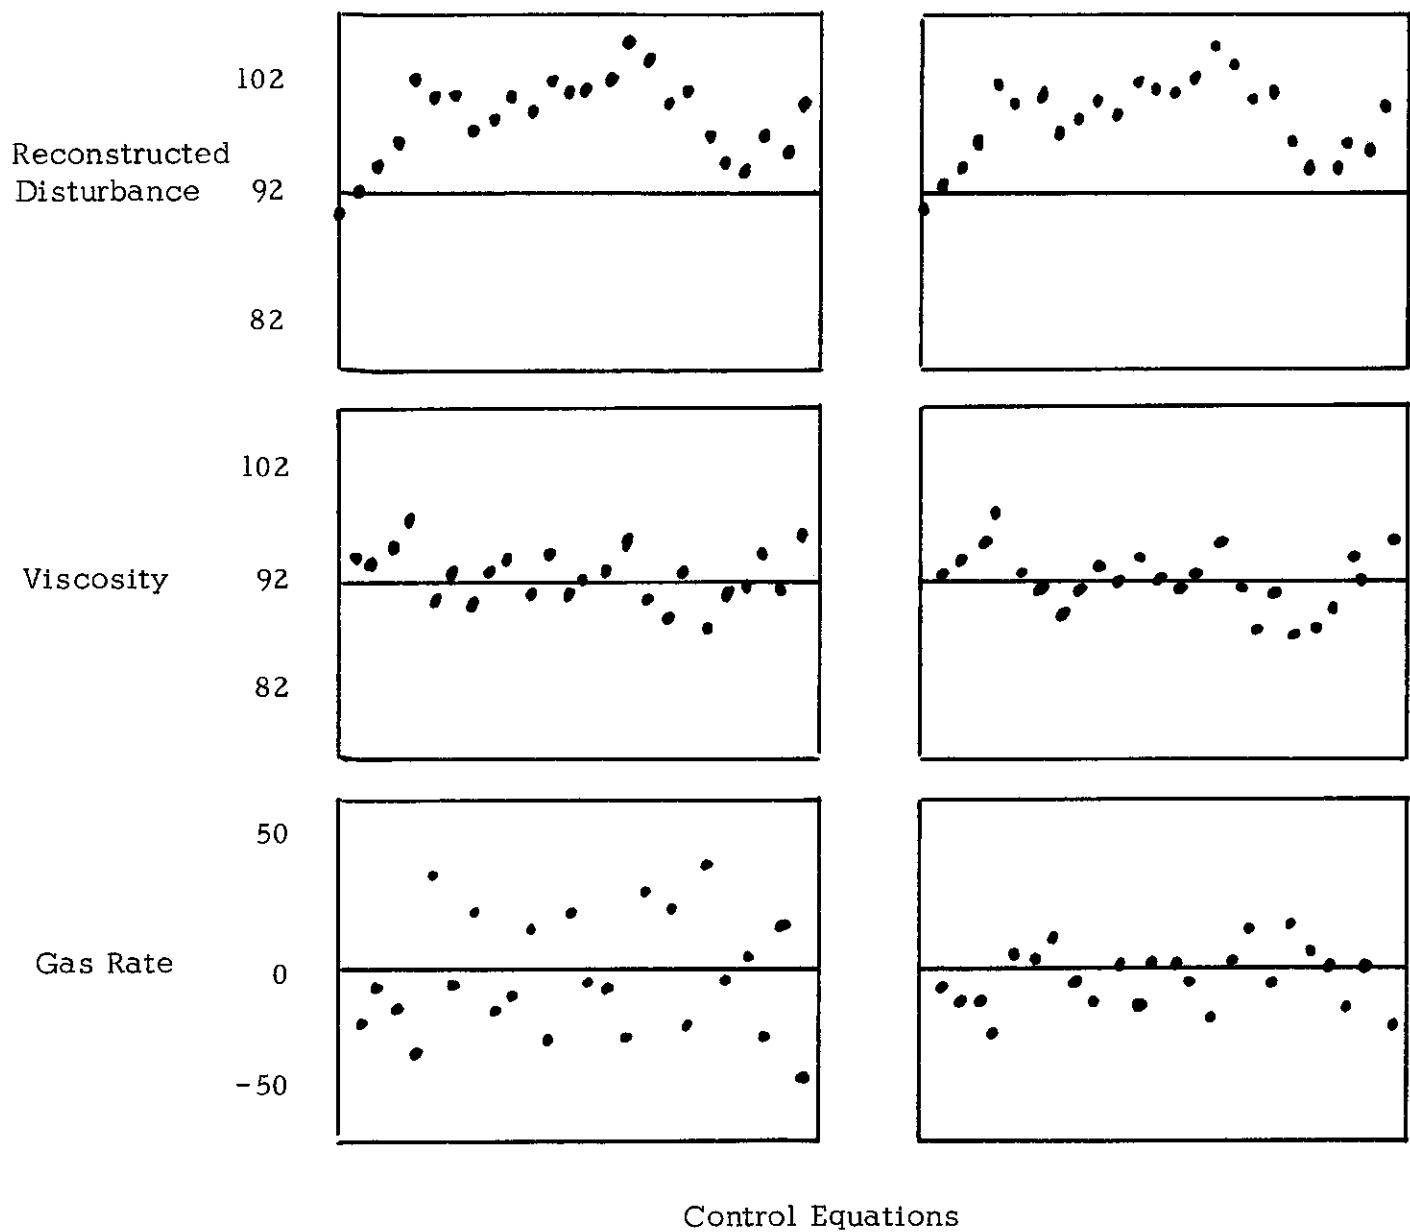 102
Reconstructed
Disturbance
92
82
102
Viscosity
92
82
50
Gas Rate
0
-50
Control Equations